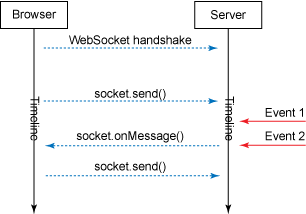 Browser
Server
WebSocket handshake
socket.send()
Timeline
Timeline
Event 1
socket.onMessage()
Event 2
socket.send()